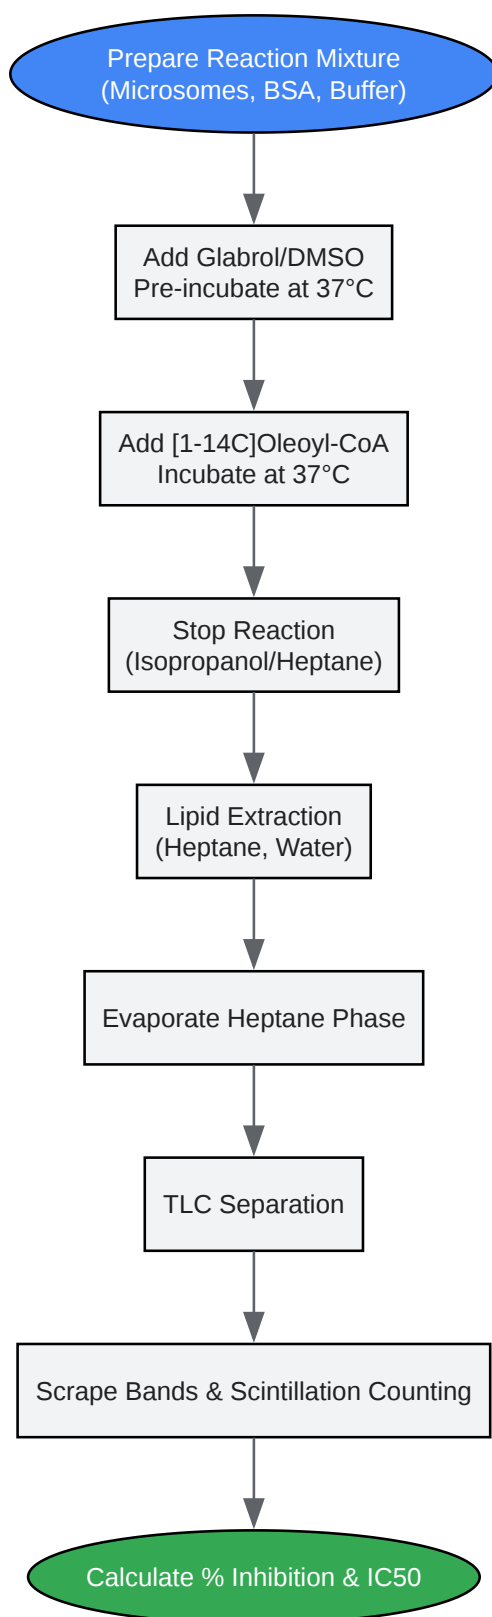 Prepare Reaction Mixture
(Microsomes, BSA, Buffer)
Add Glabrol/DMSO
Pre-incubate at 37°C
Add [1-14C]Oleoyl-CoA
Incubate at 37°C
Stop Reaction
(Isopropanol/Heptane)
Lipid Extraction
(Heptane, Water)
Evaporate Heptane Phase
TLC Separation
Scrape Bands & Scintillation Counting
Calculate % Inhibition & IC50